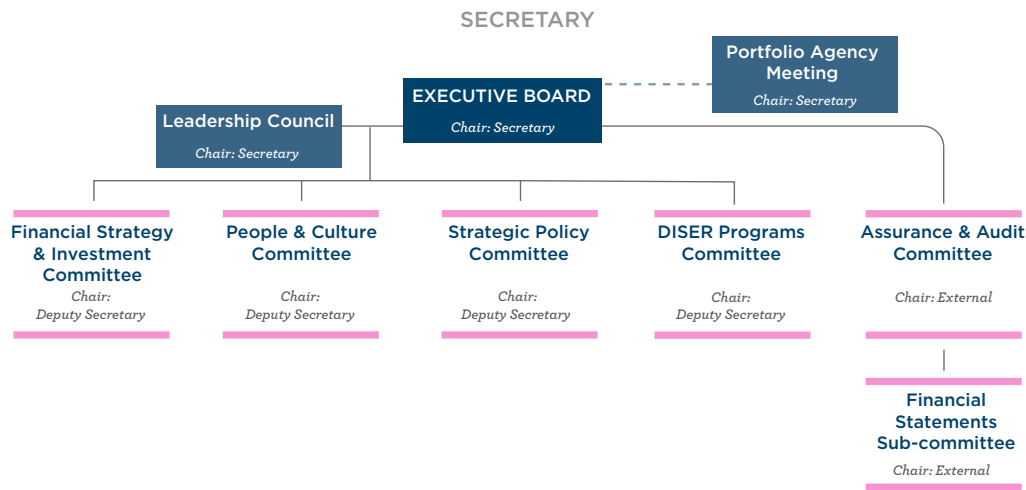 SECRETARY
Portfolio Agency
Meeting
Chair: Secretary
EXECUTIVE BOARD
Chair: Secretary
Leadership Council
Chair: Secretary
Financial Strategy
& Investment
Committee
Chair:
Deputy Secretary
People & Culture
Committee
Chair:
Deputy Secretary
Strategic Policy
Committee
Chair:
Deputy Secretary
DISER Programs
Committee
Chair:
Deputy Secretary
Assurance & Audit
Committee
Chair: External
Financial
Statements
Sub-committee
Chair: External